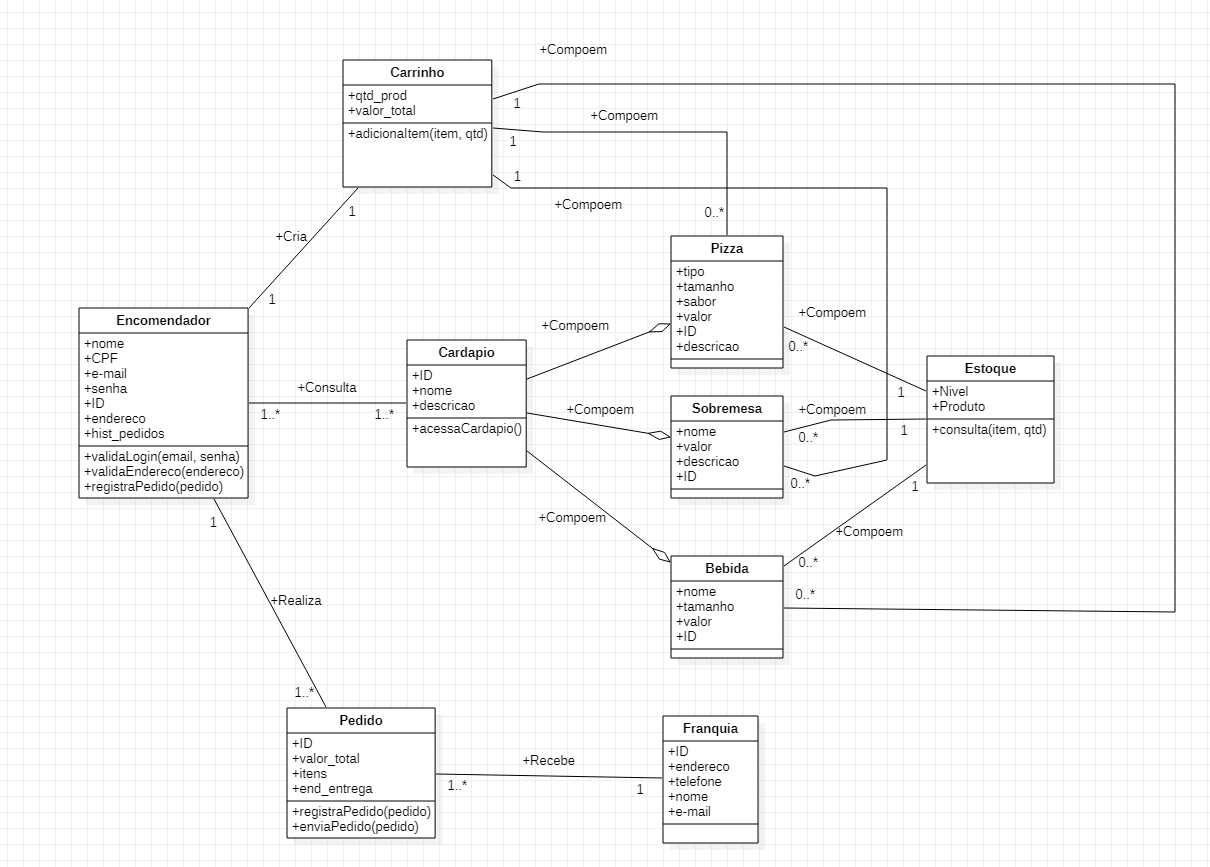 +Compoem
Carrinho
+qtd_prod
+valor_total
+adicionaItem(item, qtd)
1
+Compoem
1
1
+Compoem
0..*
1
+Cria
1
Pizza
+tipo
+tamanho
+sabor
+valor
+ID
+descricao
Encomendador
+nome
+CPF
+e-mail
+senha
+ID
+endereco
+hist_pedidos
+validaLogin(email, senha)
+validaEndereco(endereco)
+registraPedido(pedido)
+Consulta
1..*
1..*
Cardapio
+ID
+nome
+descricao
+acessaCardapio()
+Compoem
+Compoem
+Compoem
+Compoem
0..*
1
Estoque
+Nivel
+Produto
+consulta(item, qtd)
Sobremesa
+nome
+valor
+descricao
+ID
+Compoem
0..*
1
0..*
1
+Compoem
0..*
0..*
Bebida
+nome
+tamanho
+valor
+ID
1
+Realiza
1..*
Pedido
+ID
+valor_total
+itens
+end_entrega
+registraPedido(pedido)
+enviaPedido(pedido)
+Recebe
1..*
1
Franquia
+ID
+endereco
+telefone
+nome
+e-mail